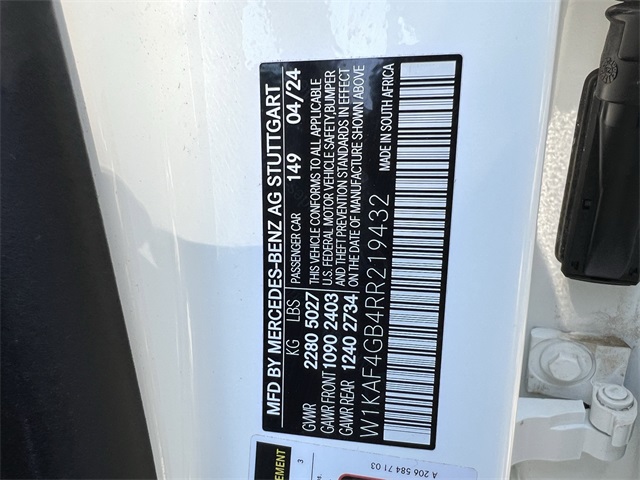 MFD BY MERCEDES-BENZ AG STUTTGART
KG LBS PASSENGER CAR 149 04/24
GVWR 2280 5027 THIS VEHICLE CONFORMS TO ALL APPLICABLE
GAWR FRONT 1090 2403 U.S. FEDERAL MOTOR VEHICLE SAFETY,BUMPER
AND THEFT PREVENTION STANDARDS IN EFFECT
GAWR REAR 1240 2734 ON THE DATE OF MANUFACTURE SHOWN ABOVE
W1KAF4GB4RR219432 MADE IN SOUTH AFRICA
3
A 206 584 71 03